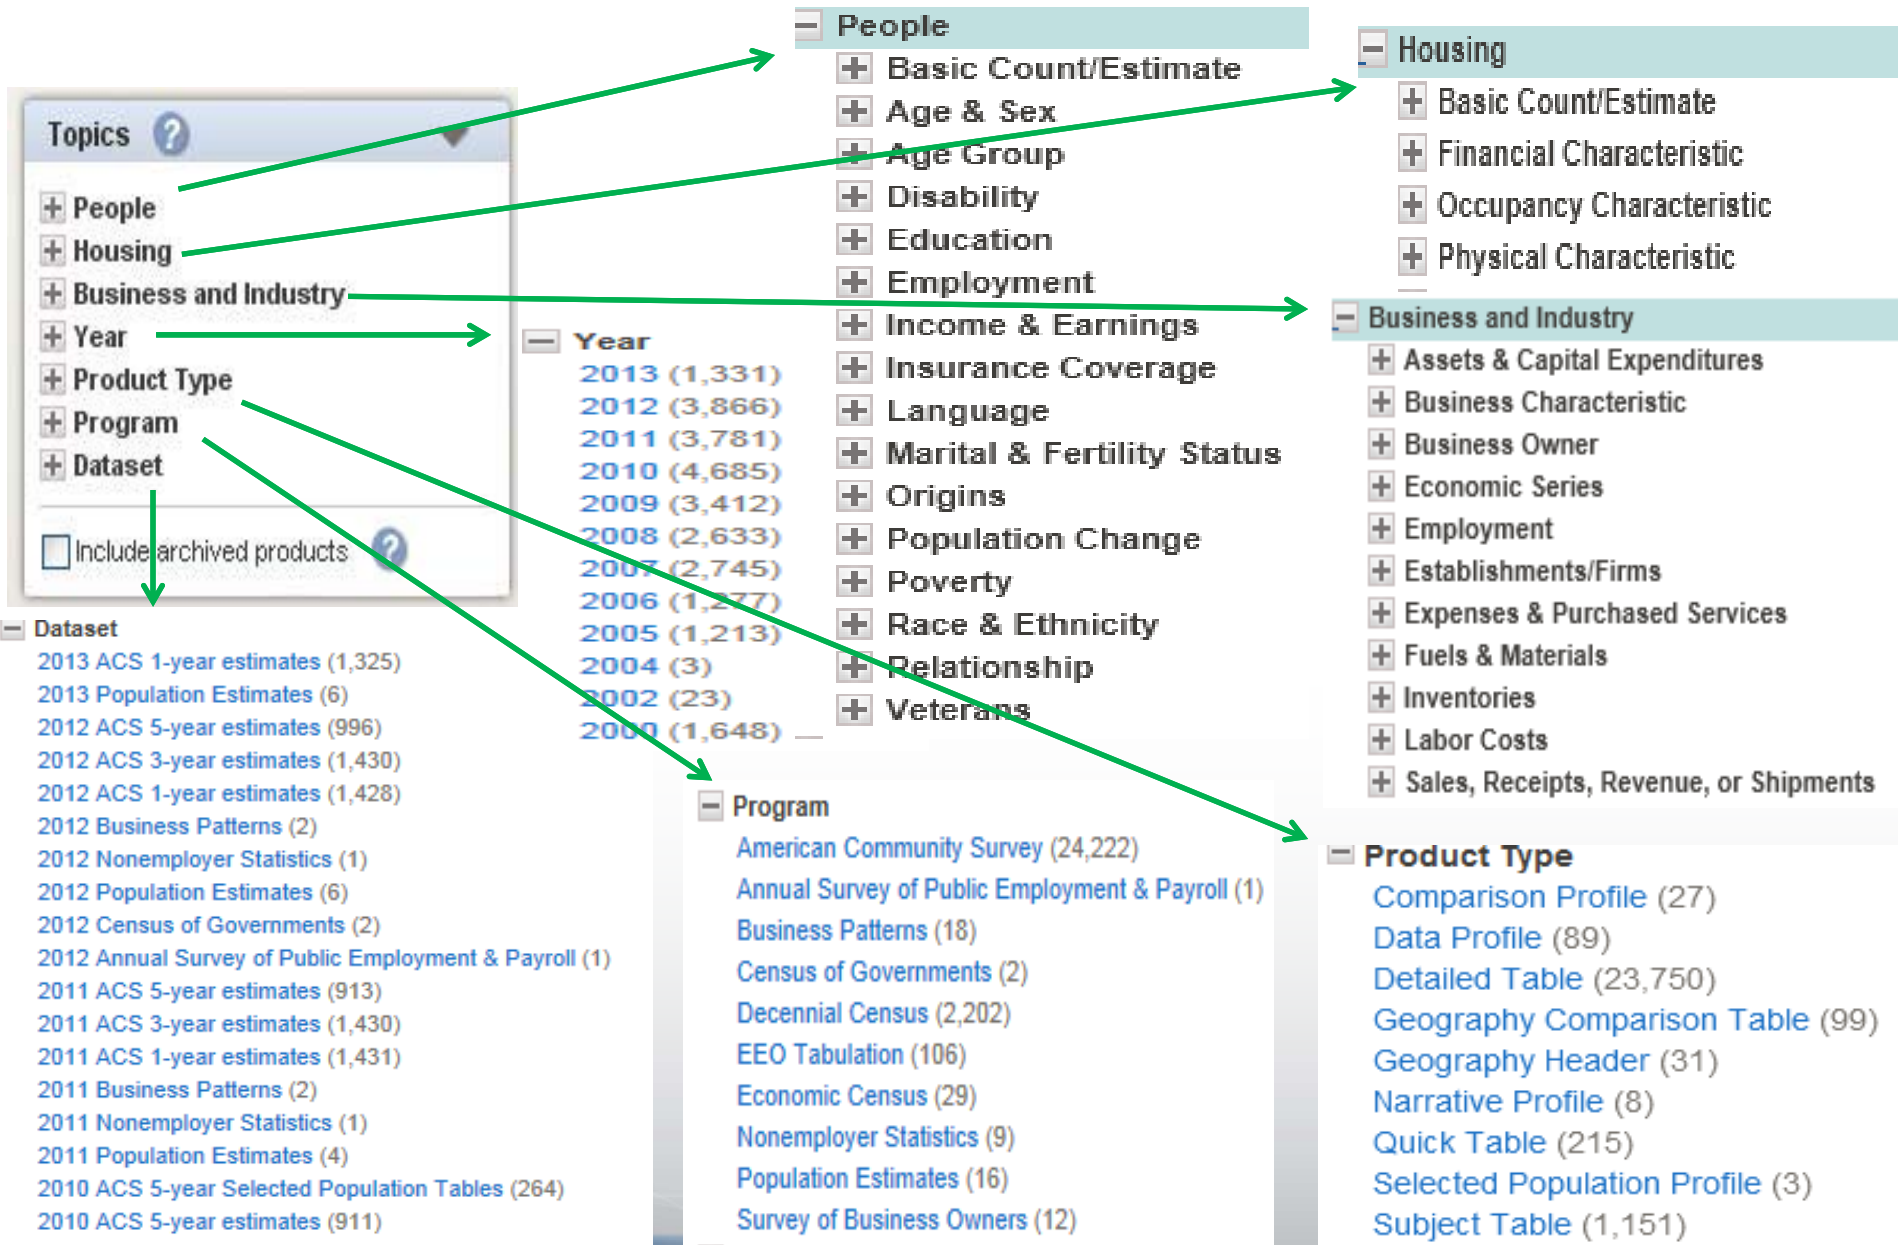 Topics ?
People
Housing
Business and Industry
Year
Product Type
Program
Dataset
Include archived products ?
Dataset
2013 ACS 1-year estimates (1,325)
2013 Population Estimates (6)
2012 ACS 5-year estimates (996)
2012 ACS 3-year estimates (1,430)
2012 ACS 1-year estimates (1,428)
2012 Business Patterns (2)
2012 Nonemployer Statistics (1)
2012 Population Estimates (6)
2012 Census of Governments (2)
2012 Annual Survey of Public Employment & Payroll (1)
2011 ACS 5-year estimates (913)
2011 ACS 3-year estimates (1,430)
2011 ACS 1-year estimates (1,431)
2011 Business Patterns (2)
2011 Nonemployer Statistics (1)
2011 Population Estimates (4)
2010 ACS 5-year Selected Population Tables (264)
2010 ACS 5-year estimates (911)
Year
2013 (1,331)
2012 (3,866)
2011 (3,781)
2010 (4,685)
2009 (3,412)
2008 (2,633)
2007 (2,745)
2006 (1,277)
2005 (1,213)
2004 (3)
2002 (23)
2000 (1,648)
People
Basic Count/Estimate
Age & Sex
Age Group
Disability
Education
Employment
Income & Earnings
Insurance Coverage
Language
Marital & Fertility Status
Origins
Population Change
Poverty
Race & Ethnicity
Relationship
Veterans
Program
American Community Survey (24,222)
Annual Survey of Public Employment & Payroll (1)
Business Patterns (18)
Census of Governments (2)
Decennial Census (2,202)
EEO Tabulation (106)
Economic Census (29)
Nonemployer Statistics (9)
Population Estimates (16)
Survey of Business Owners (12)
Housing
Basic Count/Estimate
Financial Characteristic
Occupancy Characteristic
Physical Characteristic
Business and Industry
Assets & Capital Expenditures
Business Characteristic
Business Owner
Economic Series
Employment
Establishments/Firms
Expenses & Purchased Services
Fuels & Materials
Inventories
Labor Costs
Sales, Receipts, Revenue, or Shipments
Product Type
Comparison Profile (27)
Data Profile (89)
Detailed Table (23,750)
Geography Comparison Table (99)
Geography Header (31)
Narrative Profile (8)
Quick Table (215)
Selected Population Profile (3)
Subject Table (1,151)